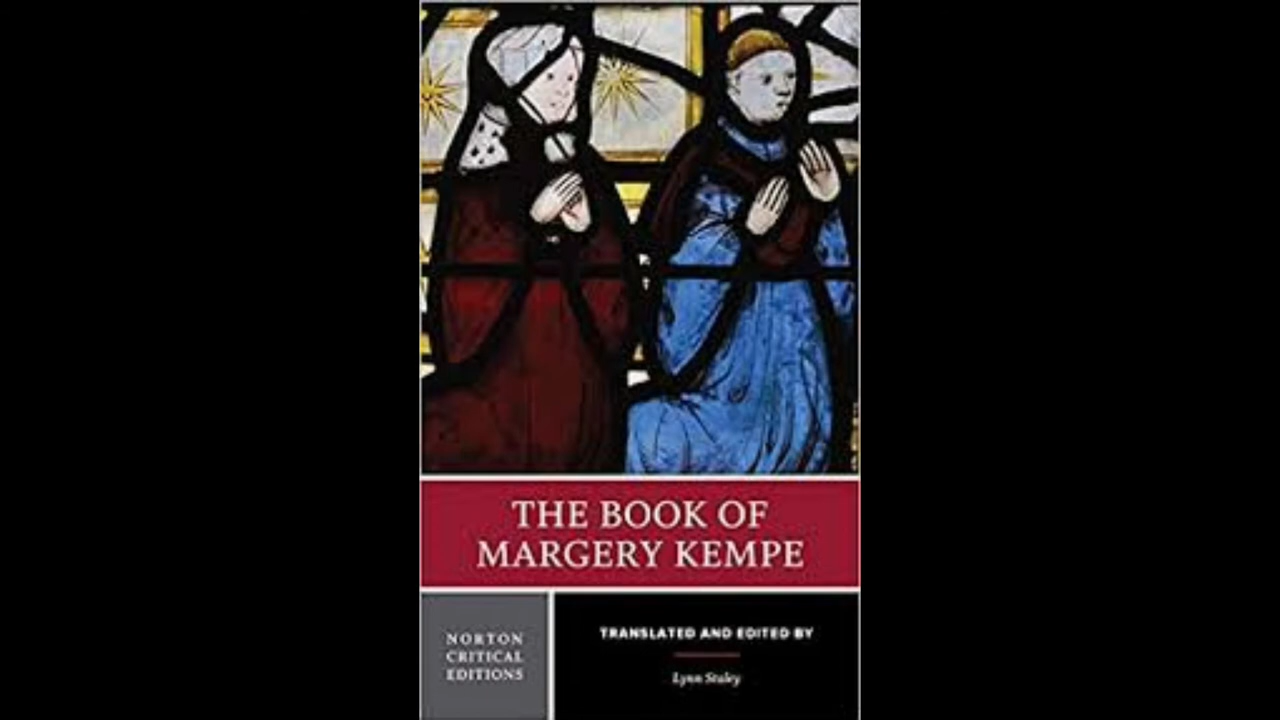 THE BOOK OF
MARGERY KEMPE
NORTON
CRITICAL
EDITIONS
TRANSLATED AND EDITED BY
Lynn Staley